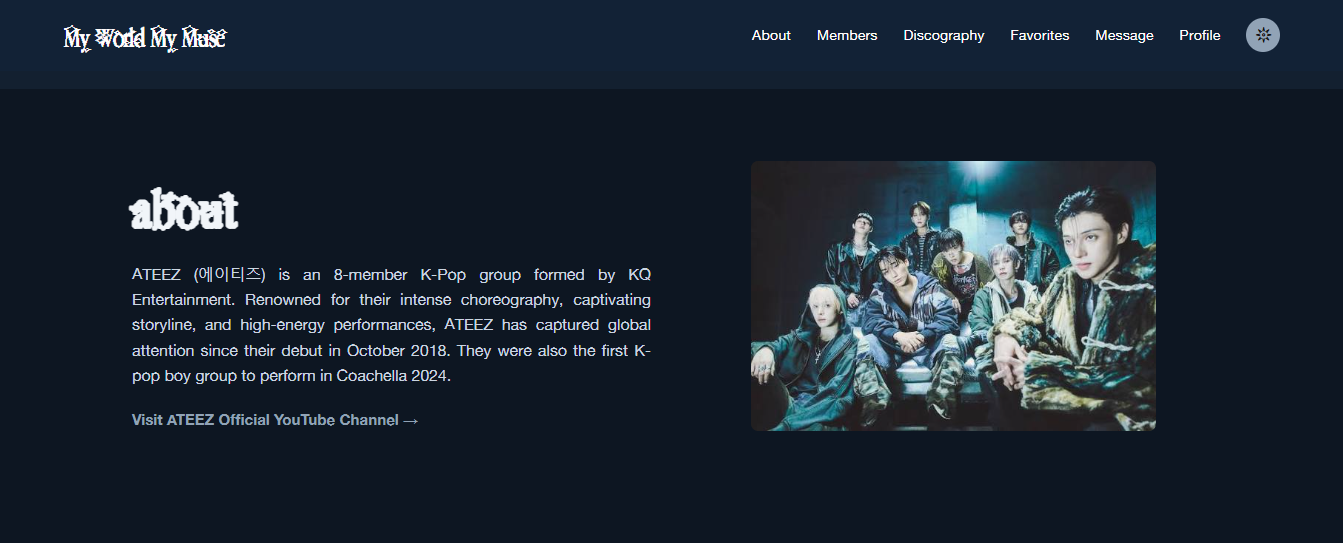 My World My Muse
About Members Discography Favorites Message Profile
about
ATEEZ (에이티즈) is an 8-member K-Pop group formed by KQ
Entertainment. Renowned for their intense choreography, captivating
storyline, and high-energy performances, ATEEZ has captured global
attention since their debut in October 2018. They were also the first K-
pop boy group to perform in Coachella 2024.
Visit ATEEZ Official YouTube Channel →